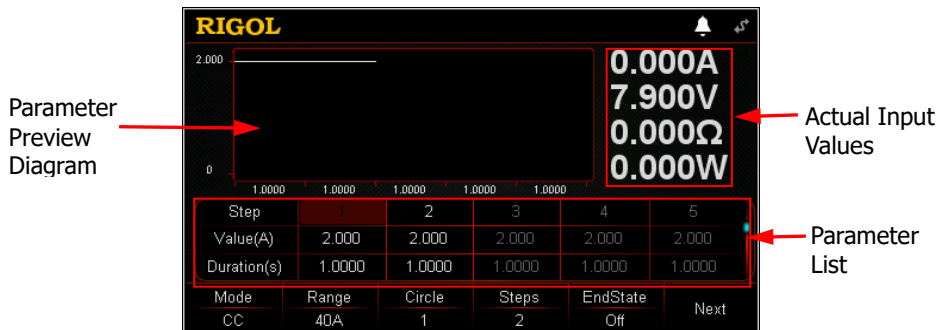 RIGOL
2.000
0
1.0000 1.0000 1.0000 1.0000 1.0000
0.000A
7.900V
0.000Ω
0.000W
Parameter
Preview
Diagram
Actual Input
Values
Step 1 2 3 4 5
Value(A) 2.000 2.000 2.000 2.000 2.000
Duration(s) 1.0000 1.0000 1.0000 1.0000 1.0000
Parameter
List
Mode Range Circle Steps EndState Next
CC 40A 1 2 Off